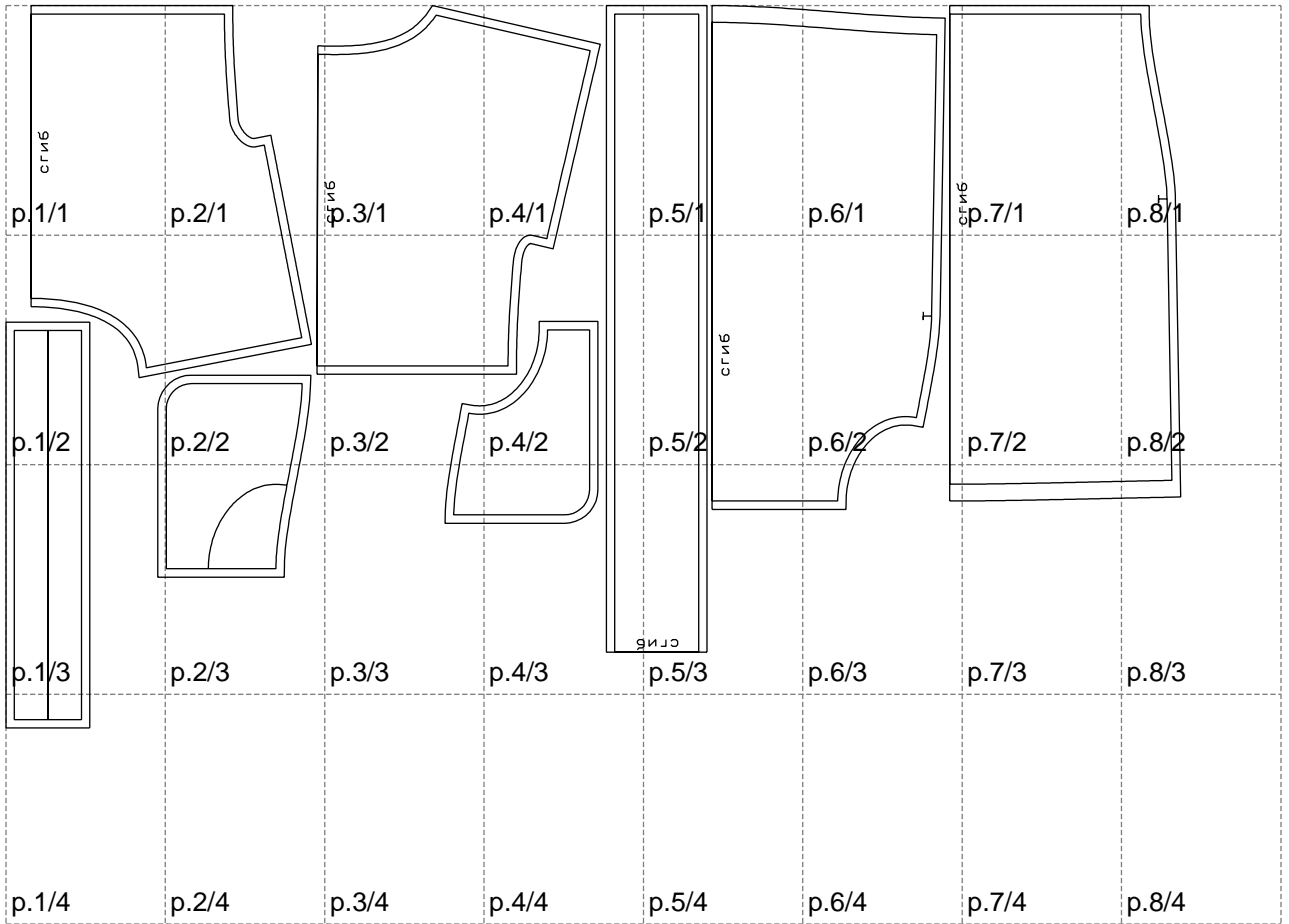 сгиб
сгиб
сгиб
p.1/1
p.2/1
p.3/1
p.4/1
p.5/1
p.6/1
p.7/1
p.8/1
сгиб
p.1/2
p.2/2
p.3/2
p.4/2
p.5/2
p.6/2
p.7/2
p.8/2
сгиб
p.1/3
p.2/3
p.3/3
p.4/3
p.5/3
p.6/3
p.7/3
p.8/3
p.1/4
p.2/4
p.3/4
p.4/4
p.5/4
p.6/4
p.7/4
p.8/4